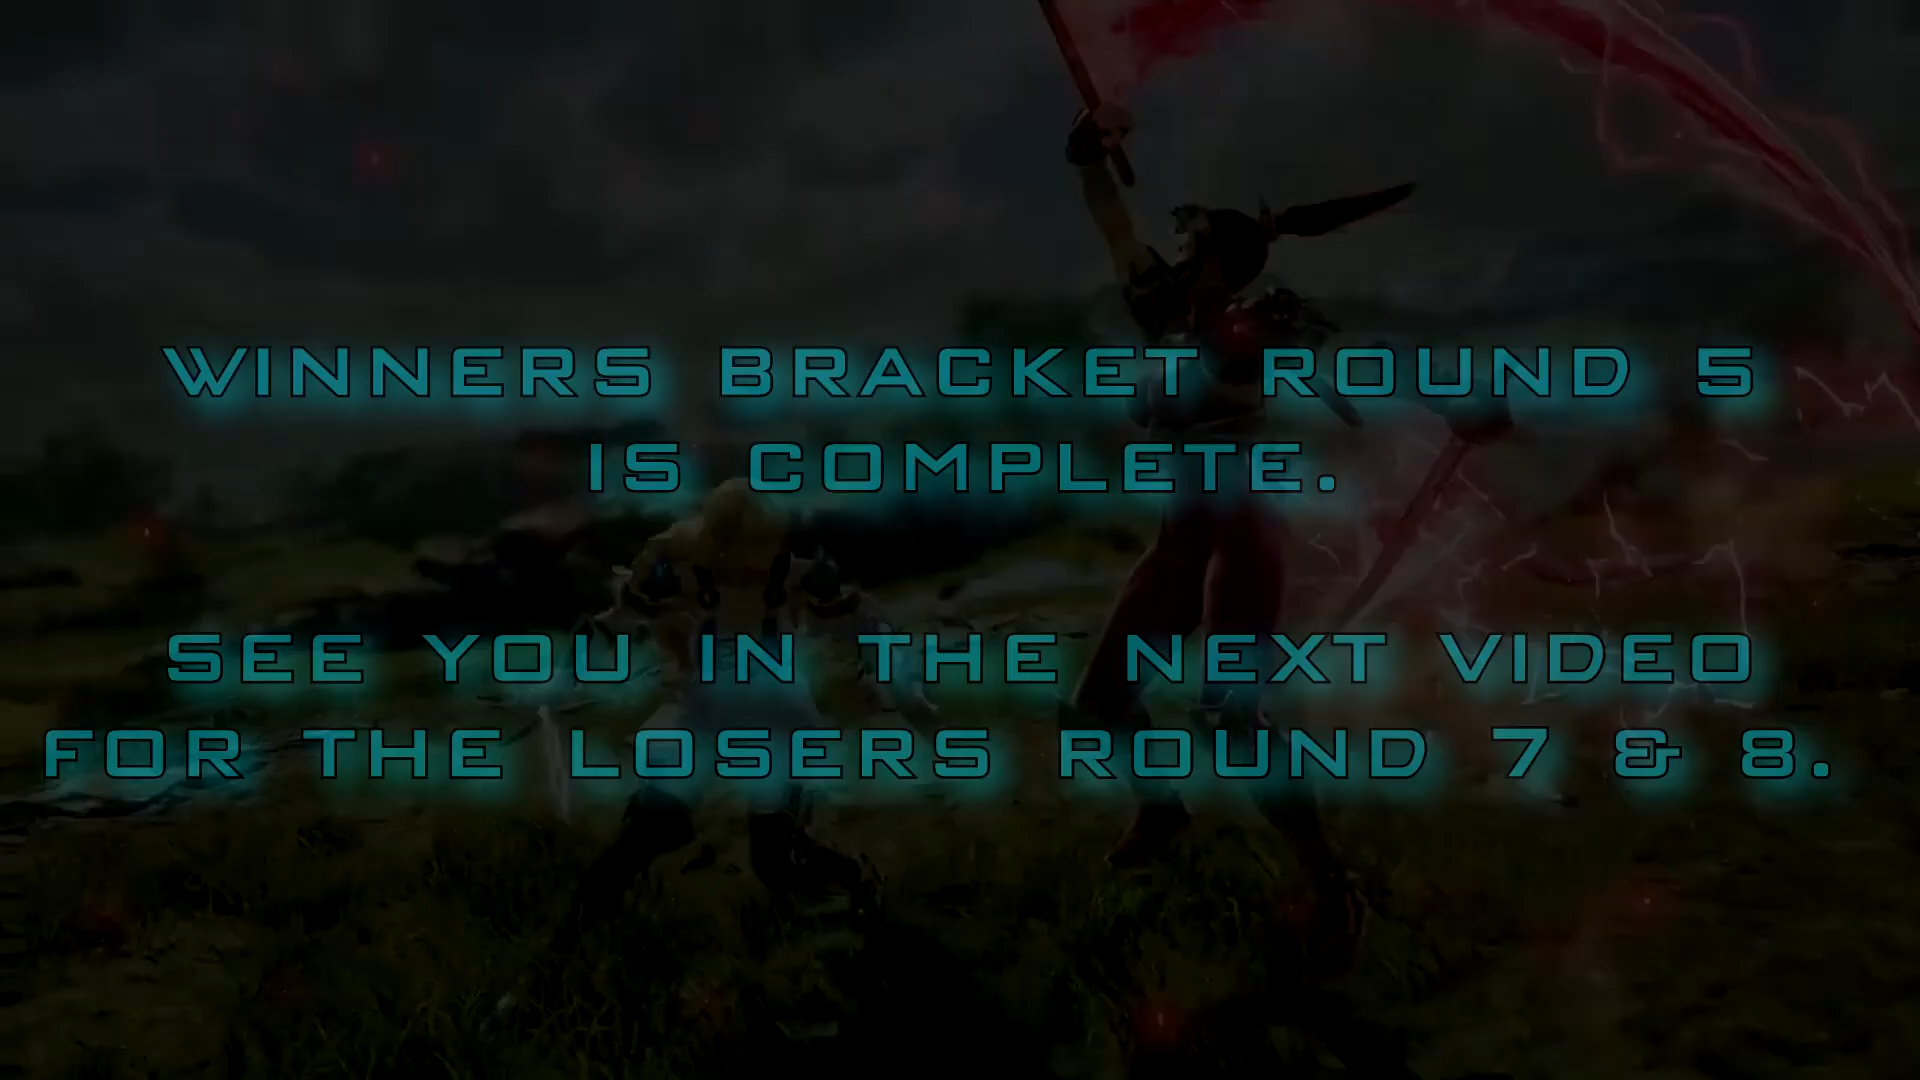 WINNERS BRACKET ROUND 5
IS COMPLETE.
SEE YOU IN THE NEXT VIDEO
FOR THE LOSERS ROUND 7 & 8.